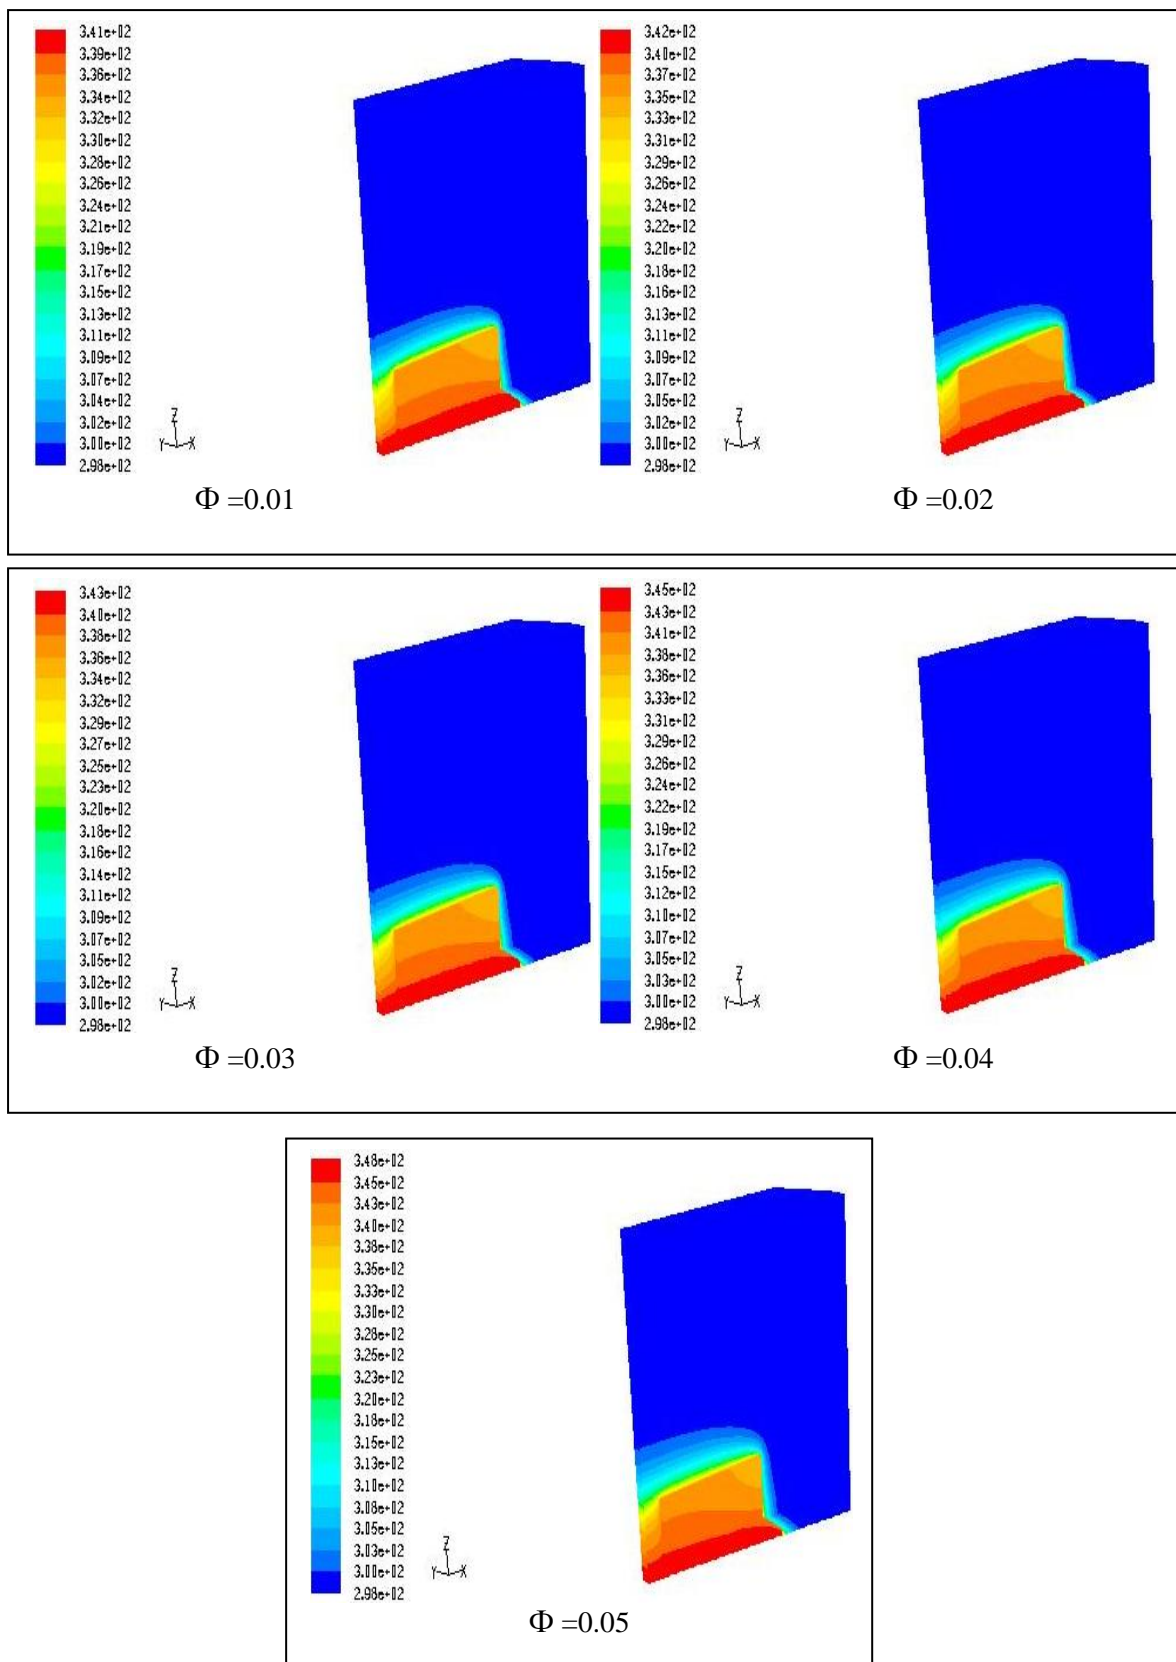 3.41e+02
3.39e+02
3.36e+02
3.34e+02
3.32e+02
3.30e+02
3.28e+02
3.26e+02
3.24e+02
3.21e+02
3.19e+02
3.17e+02
3.15e+02
3.13e+02
3.11e+02
3.09e+02
3.07e+02
3.04e+02
3.02e+02
3.00e+02
2.98e+02
Z
Y X
Φ =0.01
3.42e+02
3.40e+02
3.37e+02
3.35e+02
3.33e+02
3.31e+02
3.29e+02
3.26e+02
3.24e+02
3.22e+02
3.20e+02
3.18e+02
3.16e+02
3.13e+02
3.11e+02
3.09e+02
3.07e+02
3.05e+02
3.02e+02
3.00e+02
2.98e+02
Z
Y X
Φ =0.02
3.43e+02
3.40e+02
3.38e+02
3.36e+02
3.34e+02
3.32e+02
3.29e+02
3.27e+02
3.25e+02
3.23e+02
3.20e+02
3.18e+02
3.16e+02
3.14e+02
3.11e+02
3.09e+02
3.07e+02
3.05e+02
3.02e+02
3.00e+02
2.98e+02
Z
Y X
Φ =0.03
3.45e+02
3.43e+02
3.41e+02
3.38e+02
3.36e+02
3.33e+02
3.31e+02
3.29e+02
3.26e+02
3.24e+02
3.22e+02
3.19e+02
3.17e+02
3.15e+02
3.12e+02
3.10e+02
3.07e+02
3.05e+02
3.03e+02
3.00e+02
2.98e+02
Z
Y X
Φ =0.04
3.48e+02
3.45e+02
3.43e+02
3.40e+02
3.38e+02
3.35e+02
3.33e+02
3.30e+02
3.28e+02
3.25e+02
3.23e+02
3.20e+02
3.18e+02
3.15e+02
3.13e+02
3.10e+02
3.08e+02
3.05e+02
3.03e+02
3.00e+02
2.98e+02
Z
Y X
Φ =0.05